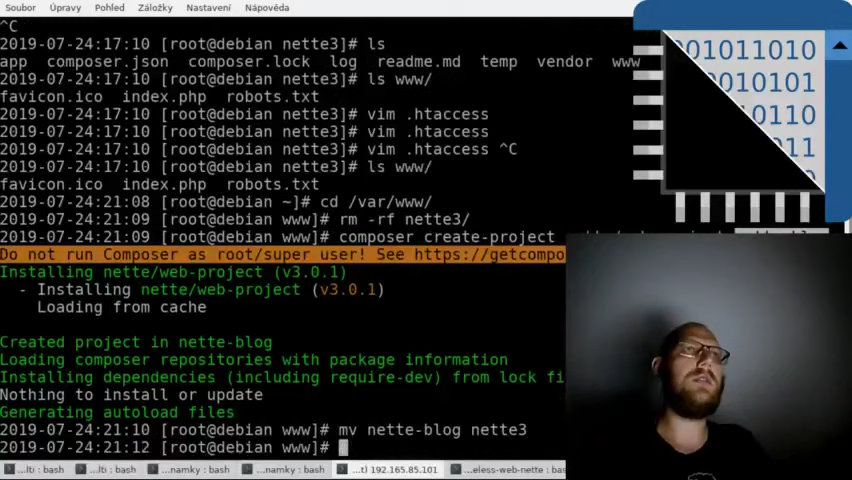 Soubor Úpravy Pohled Záložky Nastavení Nápověda
^C
2019-07-24:17:10 [root@debian nette3]# ls
app composer.json composer.lock log readme.md temp vendor www
2019-07-24:17:10 [root@debian nette3]# ls www/
favicon.ico index.php robots.txt
2019-07-24:17:10 [root@debian nette3]# vim .htaccess
2019-07-24:17:10 [root@debian nette3]# vim .htaccess
2019-07-24:17:10 [root@debian nette3]# vim .htaccess ^C
2019-07-24:17:10 [root@debian nette3]# ls www/
favicon.ico index.php robots.txt
2019-07-24:21:08 [root@debian ~]# cd /var/www/
2019-07-24:21:09 [root@debian www]# rm -rf nette3/
2019-07-24:21:09 [root@debian www]# composer create-project
Do not run Composer as root/super user! See https://getcompo
Installing nette/web-project (v3.0.1)
- Installing nette/web-project (v3.0.1)
Loading from cache
Created project in nette-blog
Loading composer repositories with package information
Installing dependencies (including require-dev) from lock fi
Nothing to install or update
Generating autoload files
2019-07-24:21:10 [root@debian www]# mv nette-blog nette3
2019-07-24:21:12 [root@debian www]#
...lti : bash ...lti : bash ...namky : bash ...namky : bash ...t) 192.165.85.101 ...eless-web-nette : bas
001011010
010101
0110
011